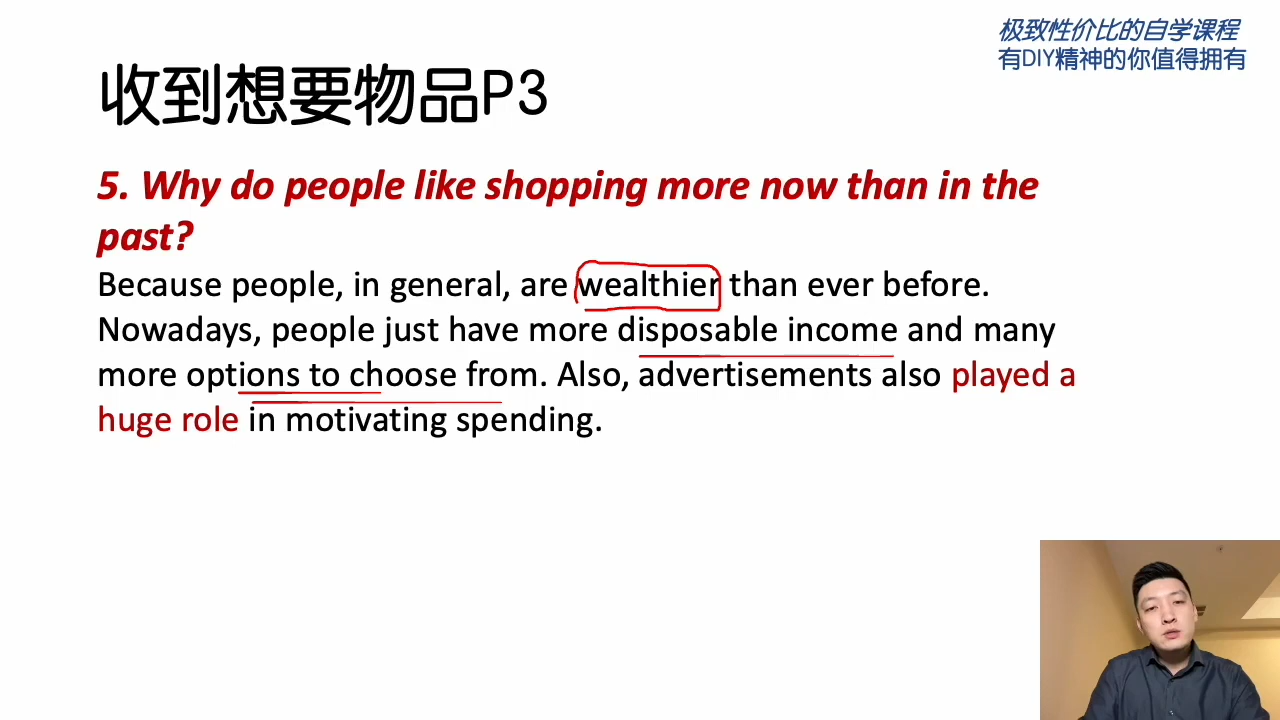 极致性价比的自学课程
有DIY精神的你值得拥有
收到想要物品P3
5. Why do people like shopping more now than in the
past?
Because people, in general, are wealthier than ever before.
Nowadays, people just have more disposable income and many
more options to choose from. Also, advertisements also played a
huge role in motivating spending.